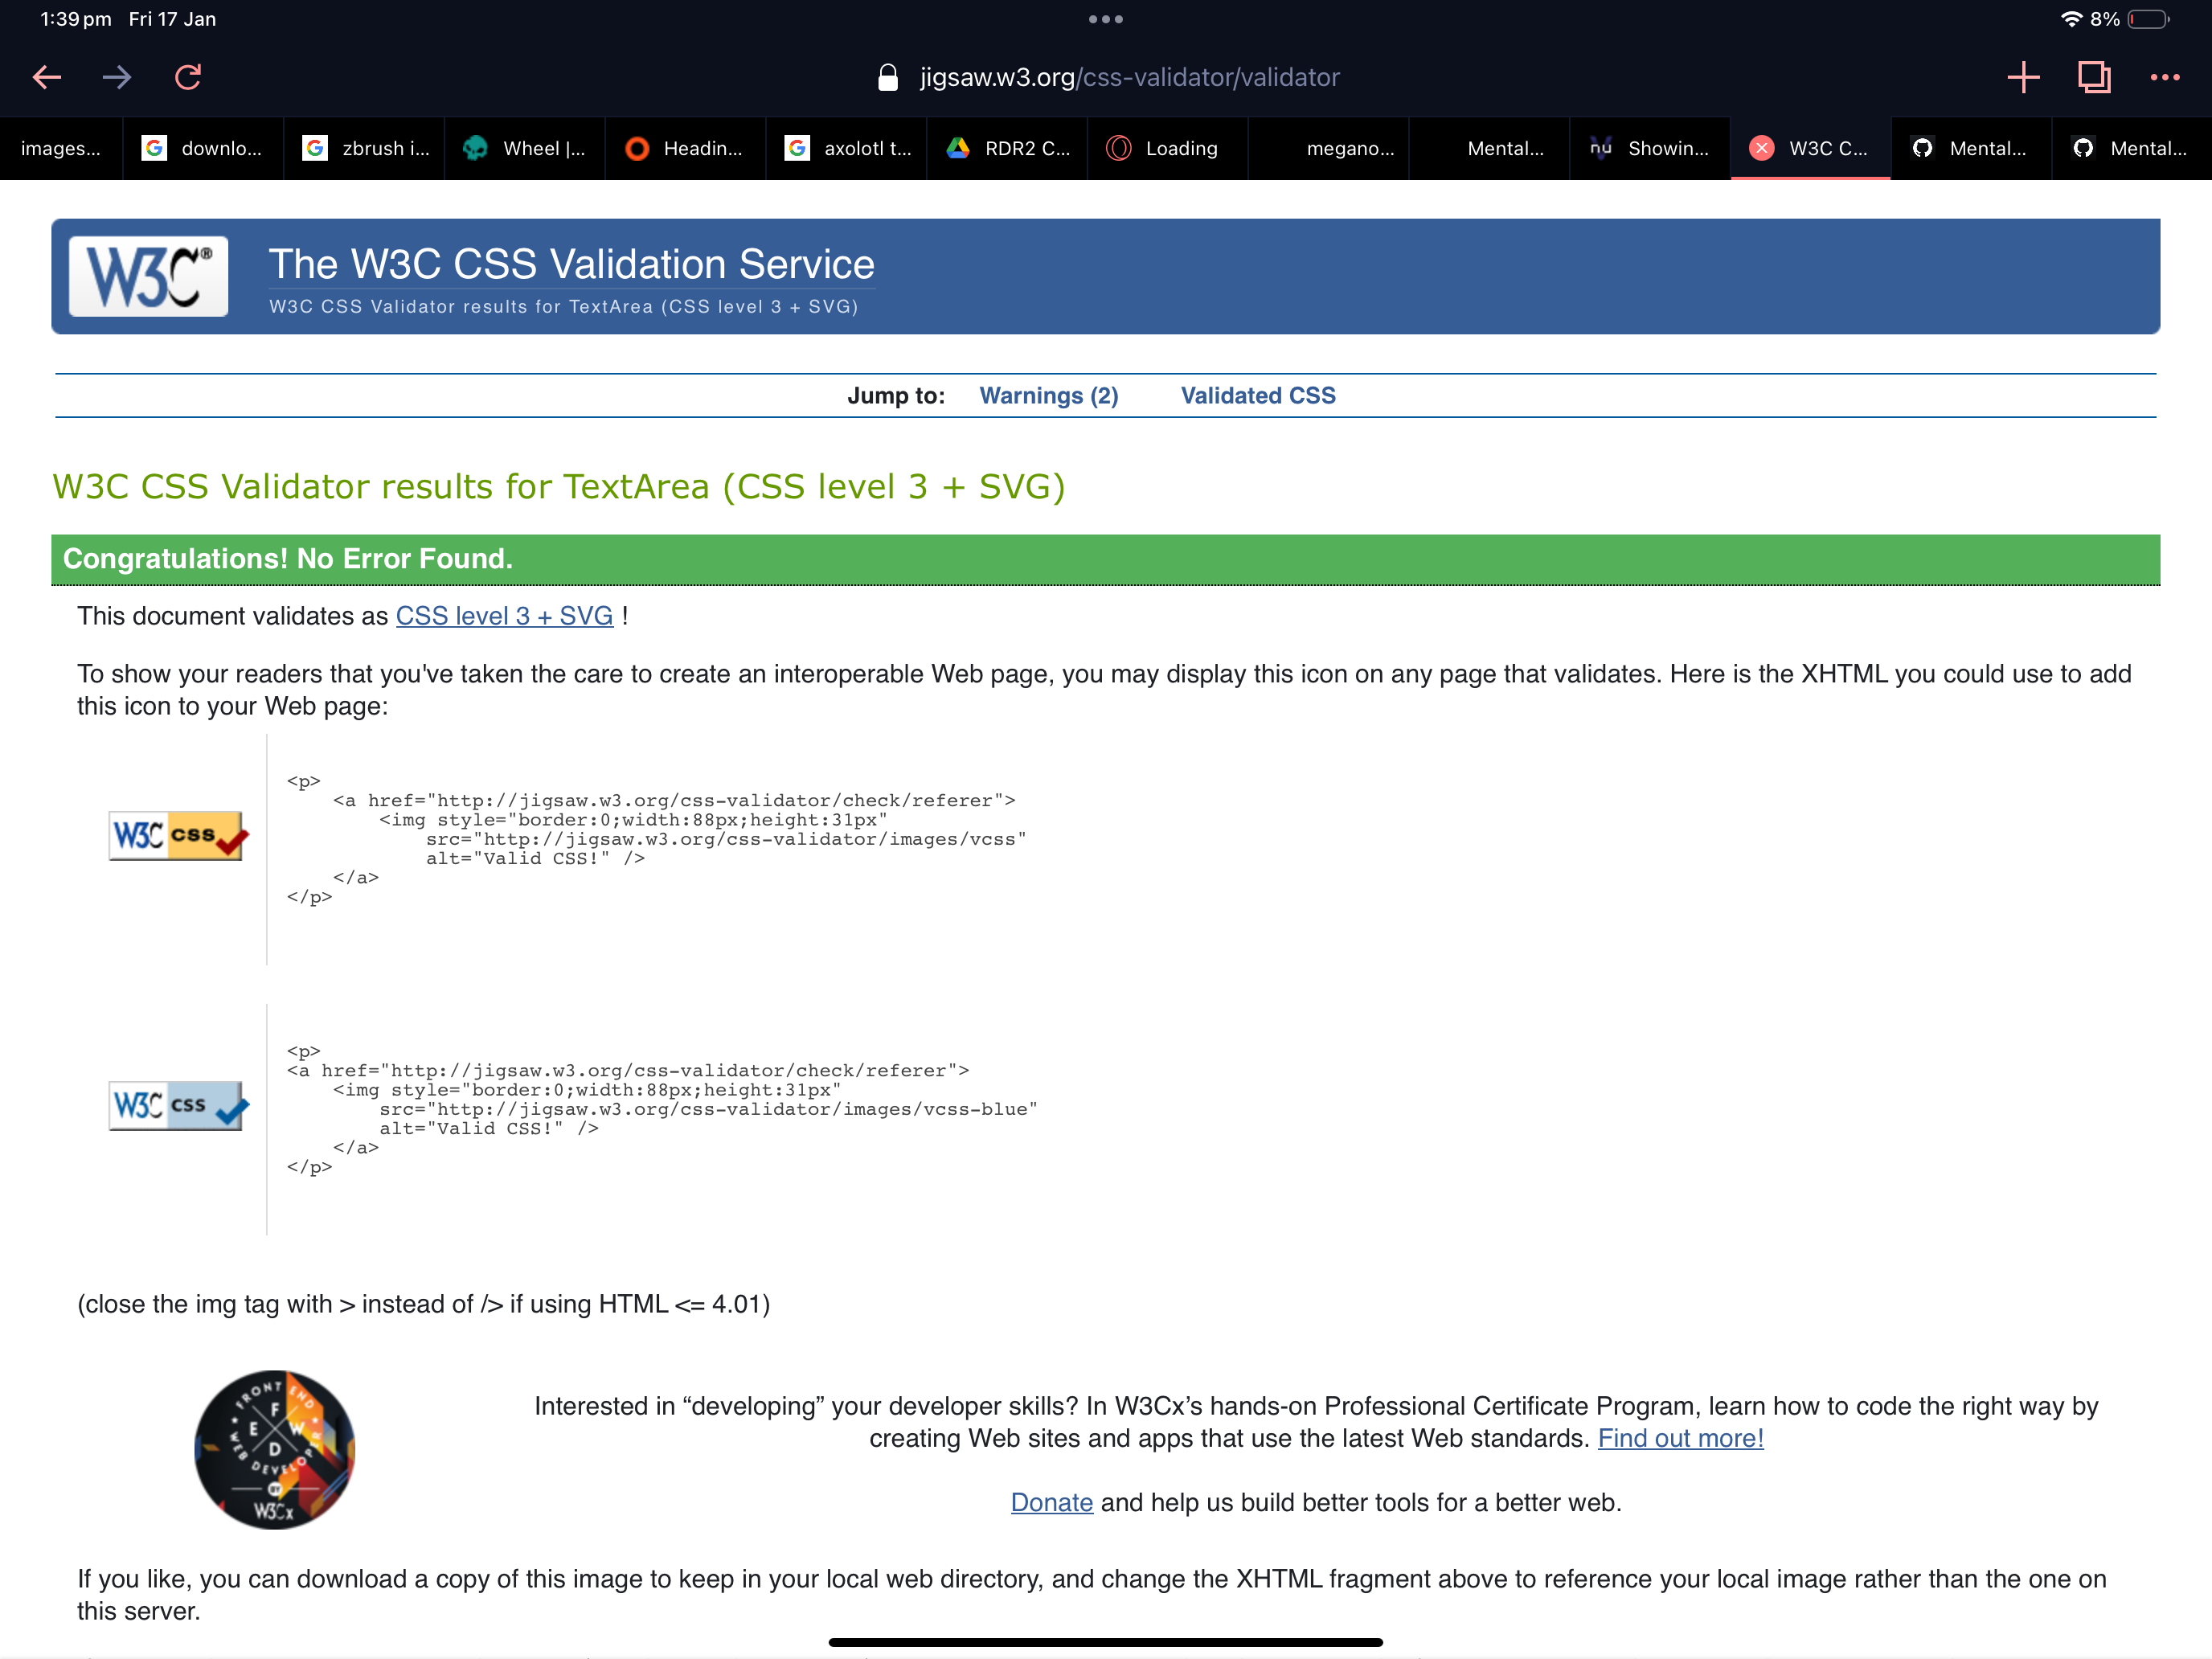 1:39 pm Fri 17 Jan
8%
jigsaw.w3.org/css-validator/validator
images...
downlo...
zbrush i...
Wheel |...
Headin...
axolotl t...
RDR2 C...
Loading
megano...
Mental...
nu Showin...
W3C C...
Mental...
Mental...
W3C®
The W3C CSS Validation Service
W3C CSS Validator results for TextArea (CSS level 3 + SVG)
Jump to: Warnings (2) Validated CSS
W3C CSS Validator results for TextArea (CSS level 3 + SVG)
Congratulations! No Error Found.
This document validates as CSS level 3 + SVG !
To show your readers that you've taken the care to create an interoperable Web page, you may display this icon on any page that validates. Here is the XHTML you could use to add
this icon to your Web page:
W3C css
<p>
<a href="http://jigsaw.w3.org/css-validator/check/referer">
<img style="border:0;width:88px;height:31px"
src="http://jigsaw.w3.org/css-validator/images/vcss"
alt="Valid CSS!" />
</a>
</p>
W3C css
<p>
<a href="http://jigsaw.w3.org/css-validator/check/referer">
<img style="border:0;width:88px;height:31px"
src="http://jigsaw.w3.org/css-validator/images/vcss-blue"
alt="Valid CSS!" />
</a>
</p>
(close the img tag with > instead of /> if using HTML <= 4.01)
FRONT END
WEB DEVELOPER
F
E W
D
BY
W3Cx
Interested in “developing” your developer skills? In W3Cx’s hands-on Professional Certificate Program, learn how to code the right way by
creating Web sites and apps that use the latest Web standards. Find out more!
Donate and help us build better tools for a better web.
If you like, you can download a copy of this image to keep in your local web directory, and change the XHTML fragment above to reference your local image rather than the one on
this server.